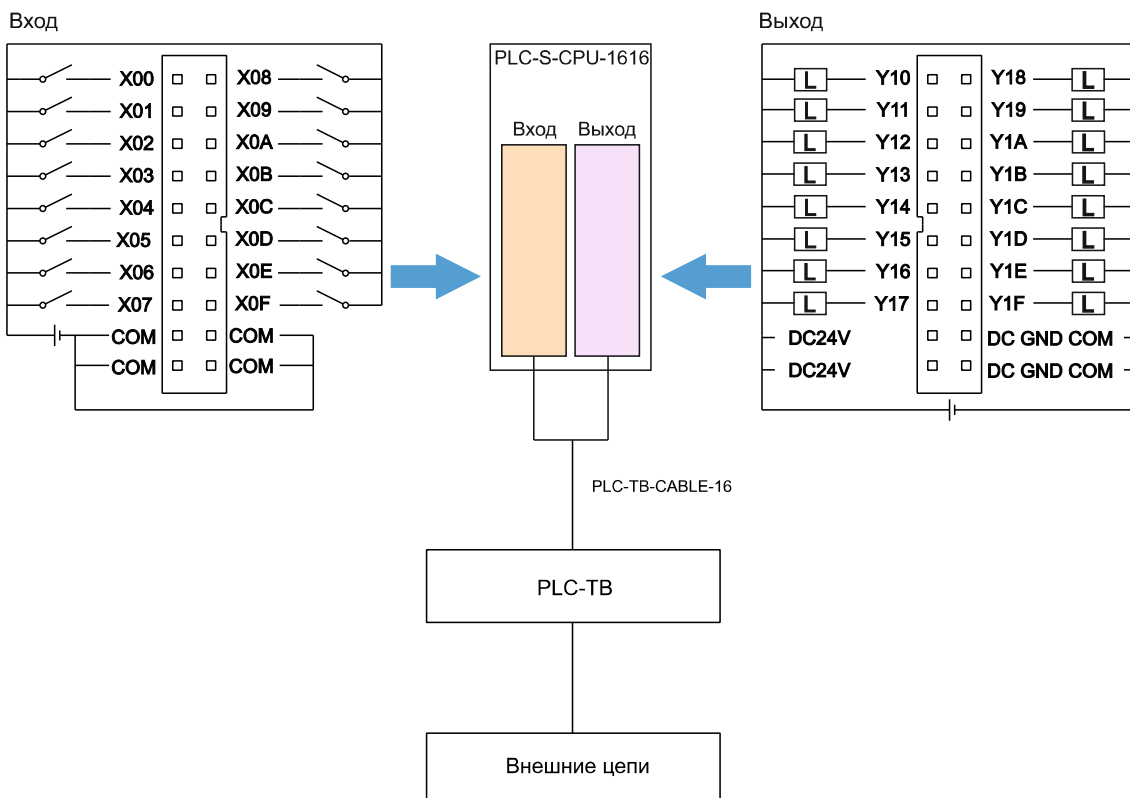 Вход
X00 X08
X01 X09
X02 X0A
X03 X0B
X04 X0C
X05 X0D
X06 X0E
X07 X0F
COM COM
COM COM
PLC-S-CPU-1616
Вход Выход
Выход
L Y10 Y18 L
L Y11 Y19 L
L Y12 Y1A L
L Y13 Y1B L
L Y14 Y1C L
L Y15 Y1D L
L Y16 Y1E L
L Y17 Y1F L
DC24V DC GND COM
DC24V DC GND COM
PLC-TB-CABLE-16
PLC-TB
Внешние цепи